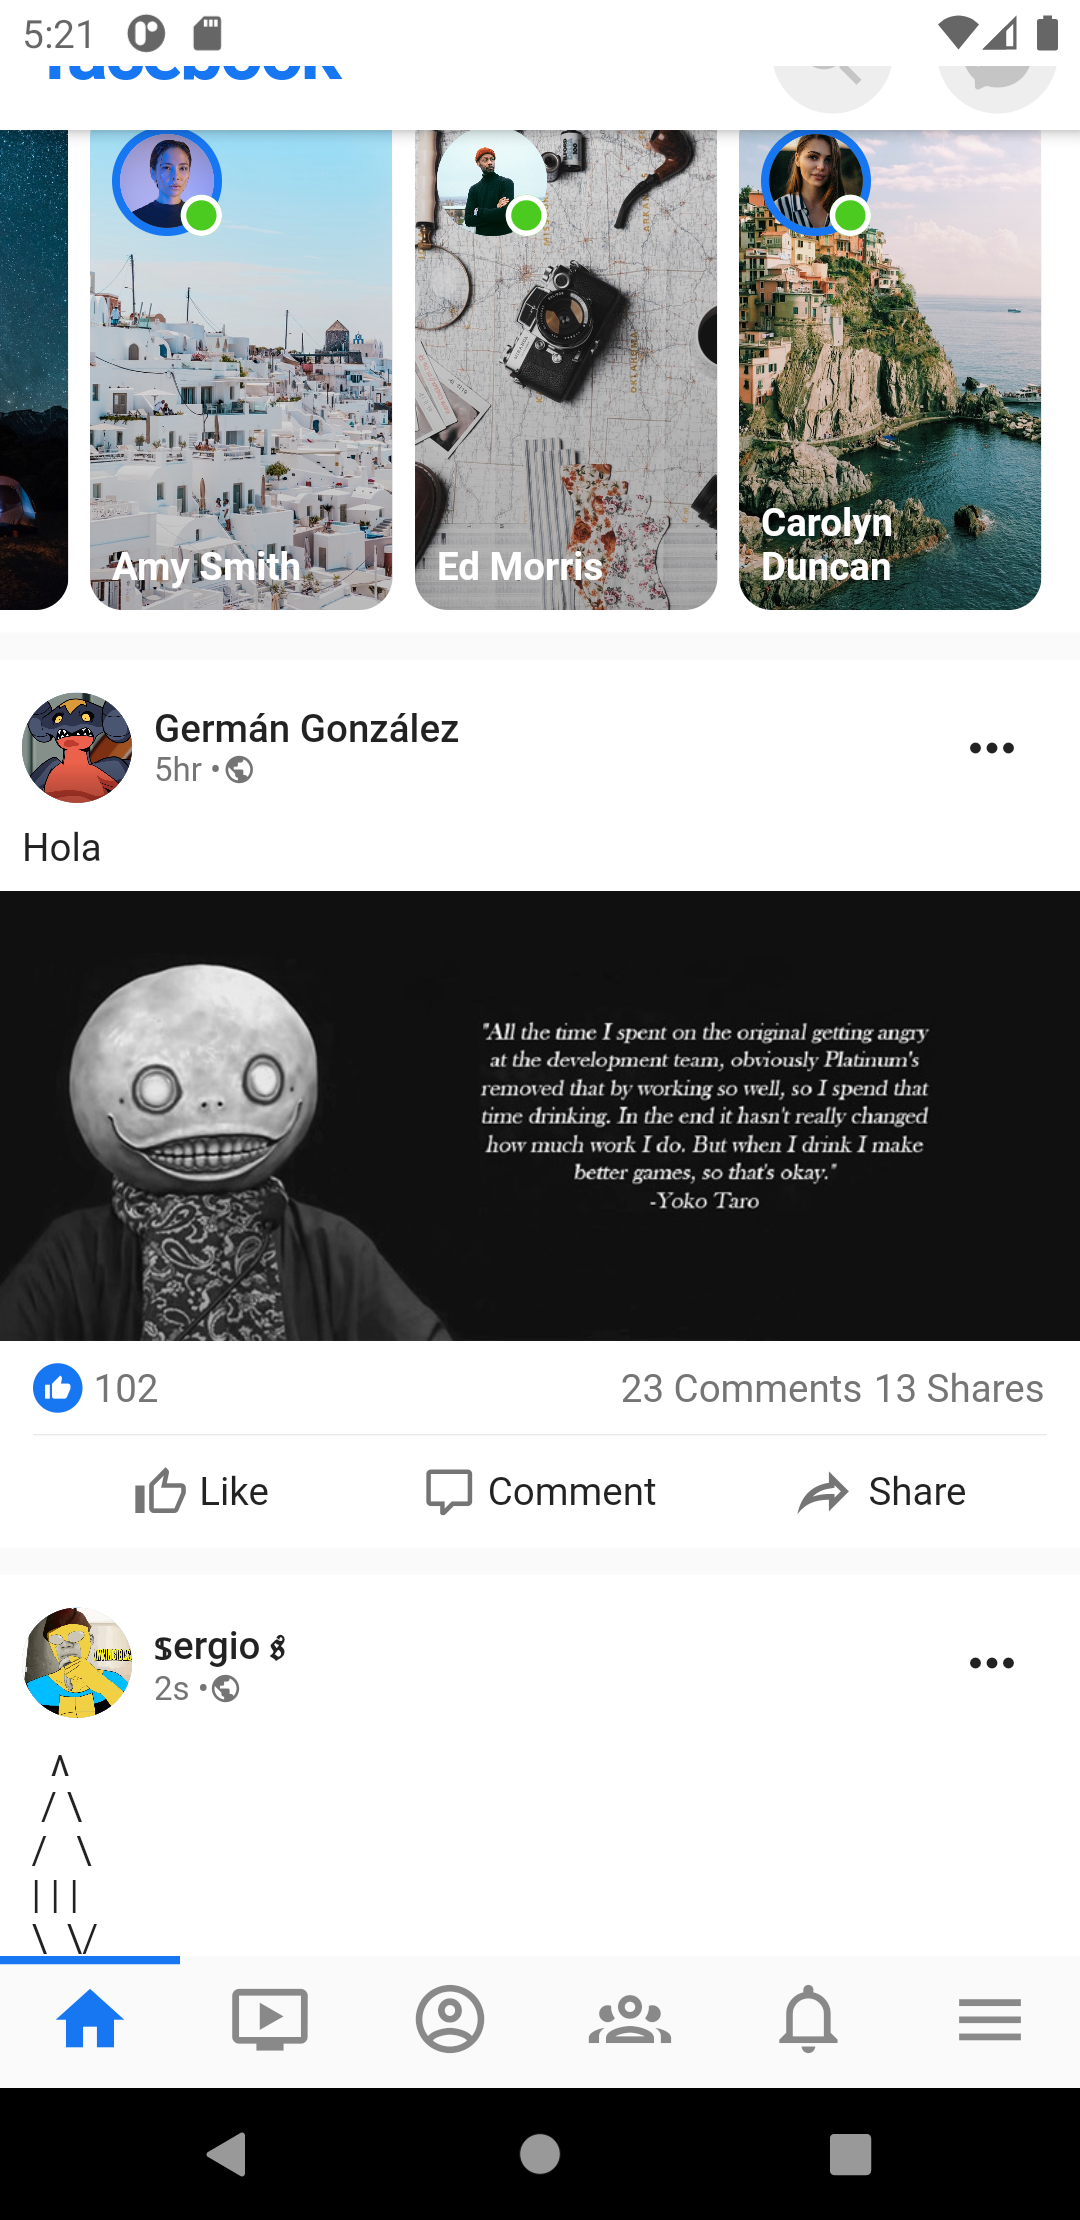 5:21
facebook
Amy Smith
Ed Morris
Carolyn
Duncan
Germán González
5hr •
Hola
"All the time I spent on the original getting angry
at the development team, obviously Platinum's
removed that by working so well, so I spend that
time drinking. In the end it hasn't really changed
how much work I do. But when I drink I make
better games, so that's okay."
-Yoko Taro
102
23 Comments 13 Shares
Like
Comment
Share
$ergio 𝔰
2s •
^
/ \
/   \
| | |
\  \/